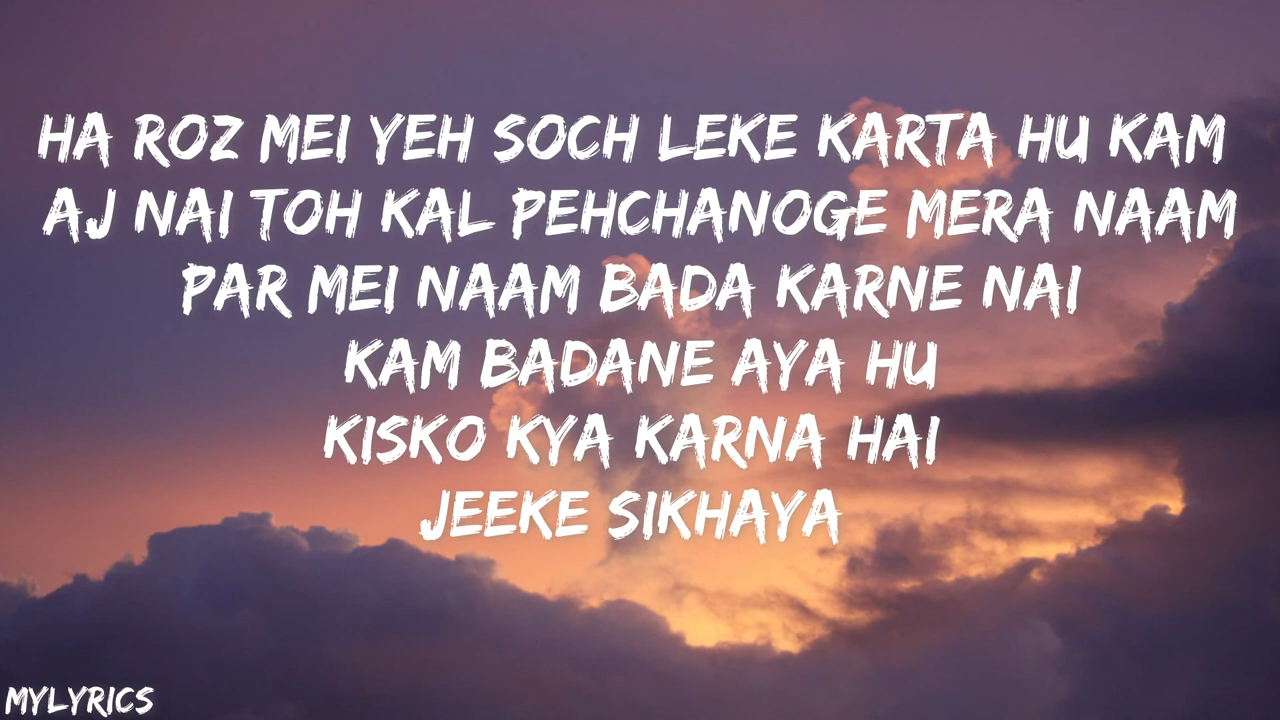 HA ROZ MEI YEH SOCH LEKE KARTA HU KAM
AJ NAI TOH KAL PEHCHANOGE MERA NAAM
PAR MEI NAAM BADA KARNE NAI
KAM BADANE AYA HU
KISKO KYA KARNA HAI
JEEKE SIKHAYA
MYLYRICS